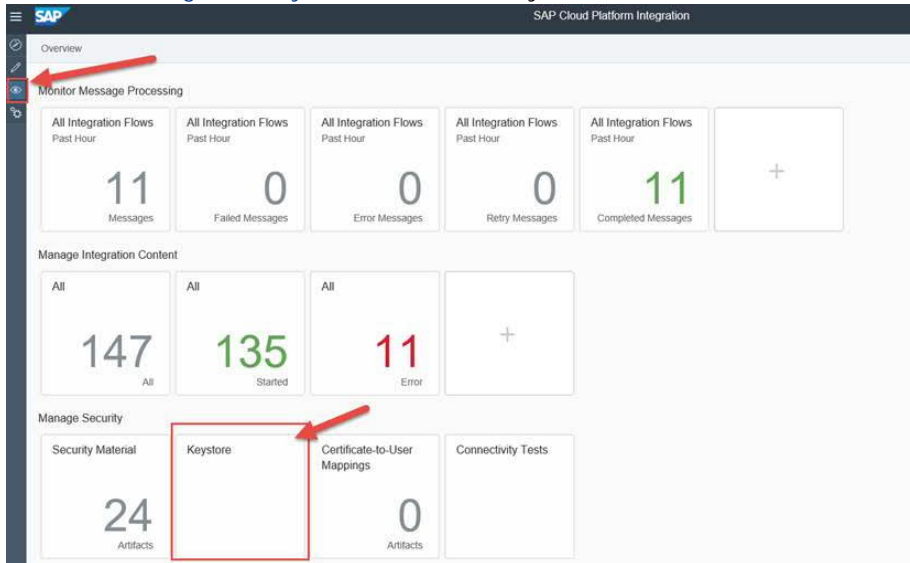 SAP
SAP Cloud Platform Integration
Overview
Monitor Message Processing
All Integration Flows
Past Hour
11
Messages
All Integration Flows
Past Hour
0
Failed Messages
All Integration Flows
Past Hour
0
Error Messages
All Integration Flows
Past Hour
0
Retry Messages
All Integration Flows
Past Hour
11
Completed Messages
+
Manage Integration Content
All
147
All
All
135
Started
All
11
Error
+
Manage Security
Security Material
24
Artifacts
Keystore
Certificate-to-User
Mappings
0
Artifacts
Connectivity Tests